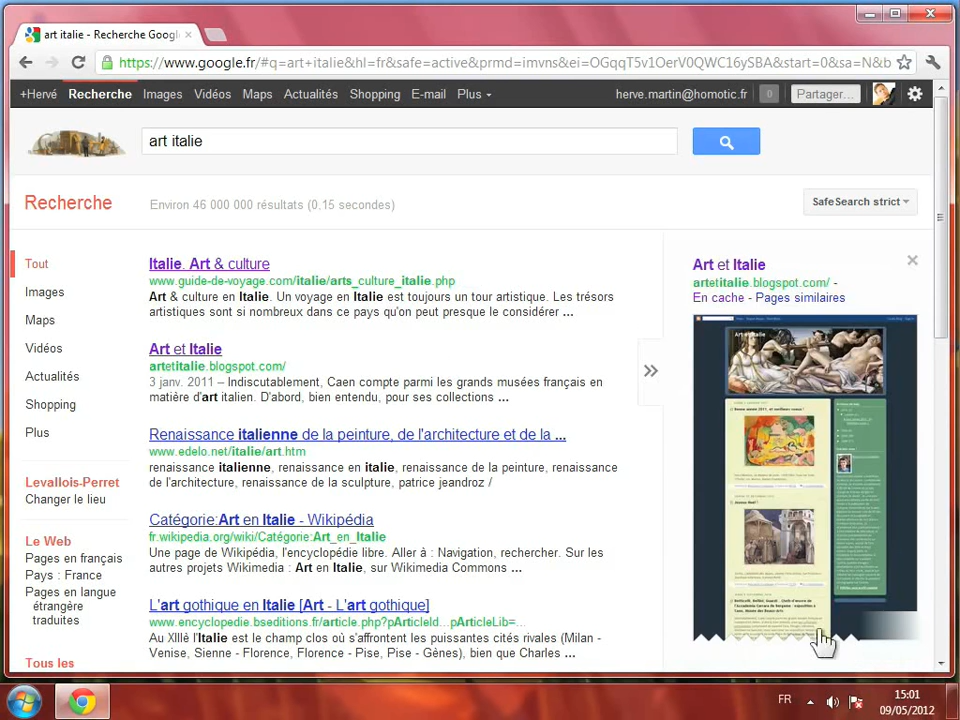 art italie - Recherche Googl
https://www.google.fr/#q=art+italie&hl=fr&safe=active&prmd=imvns&ei=OGqqT5v1OerV0QWC16ySBA&start=0&sa=N&b
+Hervé Recherche Images Vidéos Maps Actualités Shopping E-mail Plus herve.martin@homotic.fr 0 Partager...
art italie
Recherche
Environ 46 000 000 résultats (0.15 secondes)
SafeSearch strict
Tout
Images
Maps
Vidéos
Actualités
Shopping
Plus
Levallois-Perret
Changer le lieu
Le Web
Pages en français
Pays : France
Pages en langue
étrangère
traduites
Tous les
Italie. Art & culture
www.guide-de-voyage.com/italie/arts_culture_italie.php
Art & culture en Italie. Un voyage en Italie est toujours un tour artistique. Les trésors
artistiques sont si nombreux dans ce pays qu'on peut presque le considérer ...
Art et Italie
artetitalie.blogspot.com/
3 janv. 2011 – Indiscutablement, Caen compte parmi les grands musées français en
matière d'art italien. D'abord, bien entendu, pour ses collections ...
Renaissance italienne de la peinture, de l'architecture et de la ...
www.edelo.net/italie/art.htm
renaissance italienne, renaissance en italie, renaissance de la peinture, renaissance
de l'architecture, renaissance de la sculpture, patrice jeandroz /
Catégorie:Art en Italie - Wikipédia
fr.wikipedia.org/wiki/Catégorie:Art_en_Italie
Une page de Wikipédia, l'encyclopédie libre. Aller à : Navigation, rechercher. Sur les
autres projets Wikimedia : Art en Italie, sur Wikimedia Commons ...
L'art gothique en Italie [Art - L'art gothique]
www.encyclopedie.bseditions.fr/article.php?pArticleId...pArticleLib=...
Au XIIIè l'Italie est le champ clos où s'affrontent les puissantes cités rivales (Milan -
Venise, Sienne - Florence, Florence - Pise, Pise - Gênes), bien que Charles ...
Art et Italie
artetitalie.blogspot.com/ -
En cache - Pages similaires
Art et Italie
FR
15:01
09/05/2012